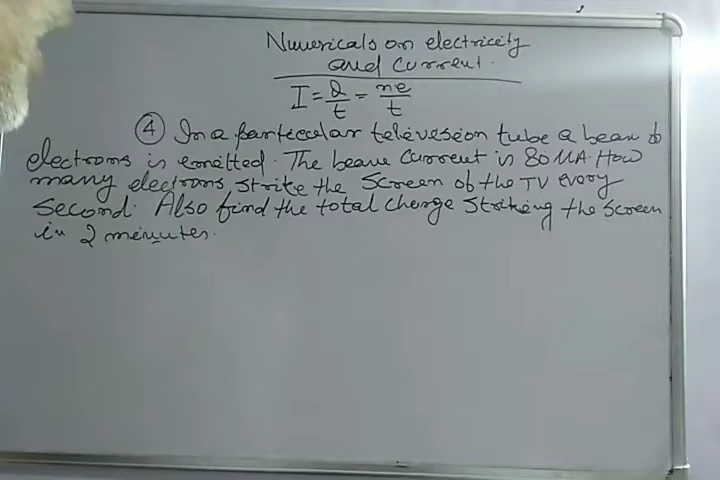 Numericals on electricity
and current.
I = Q/t = ne/t
④ In a particular television tube a beam of
electrons is emitted. The beam current is 80 µA. How
many electrons strike the screen of the TV every
second. Also find the total charge striking the screen
in 2 minutes.